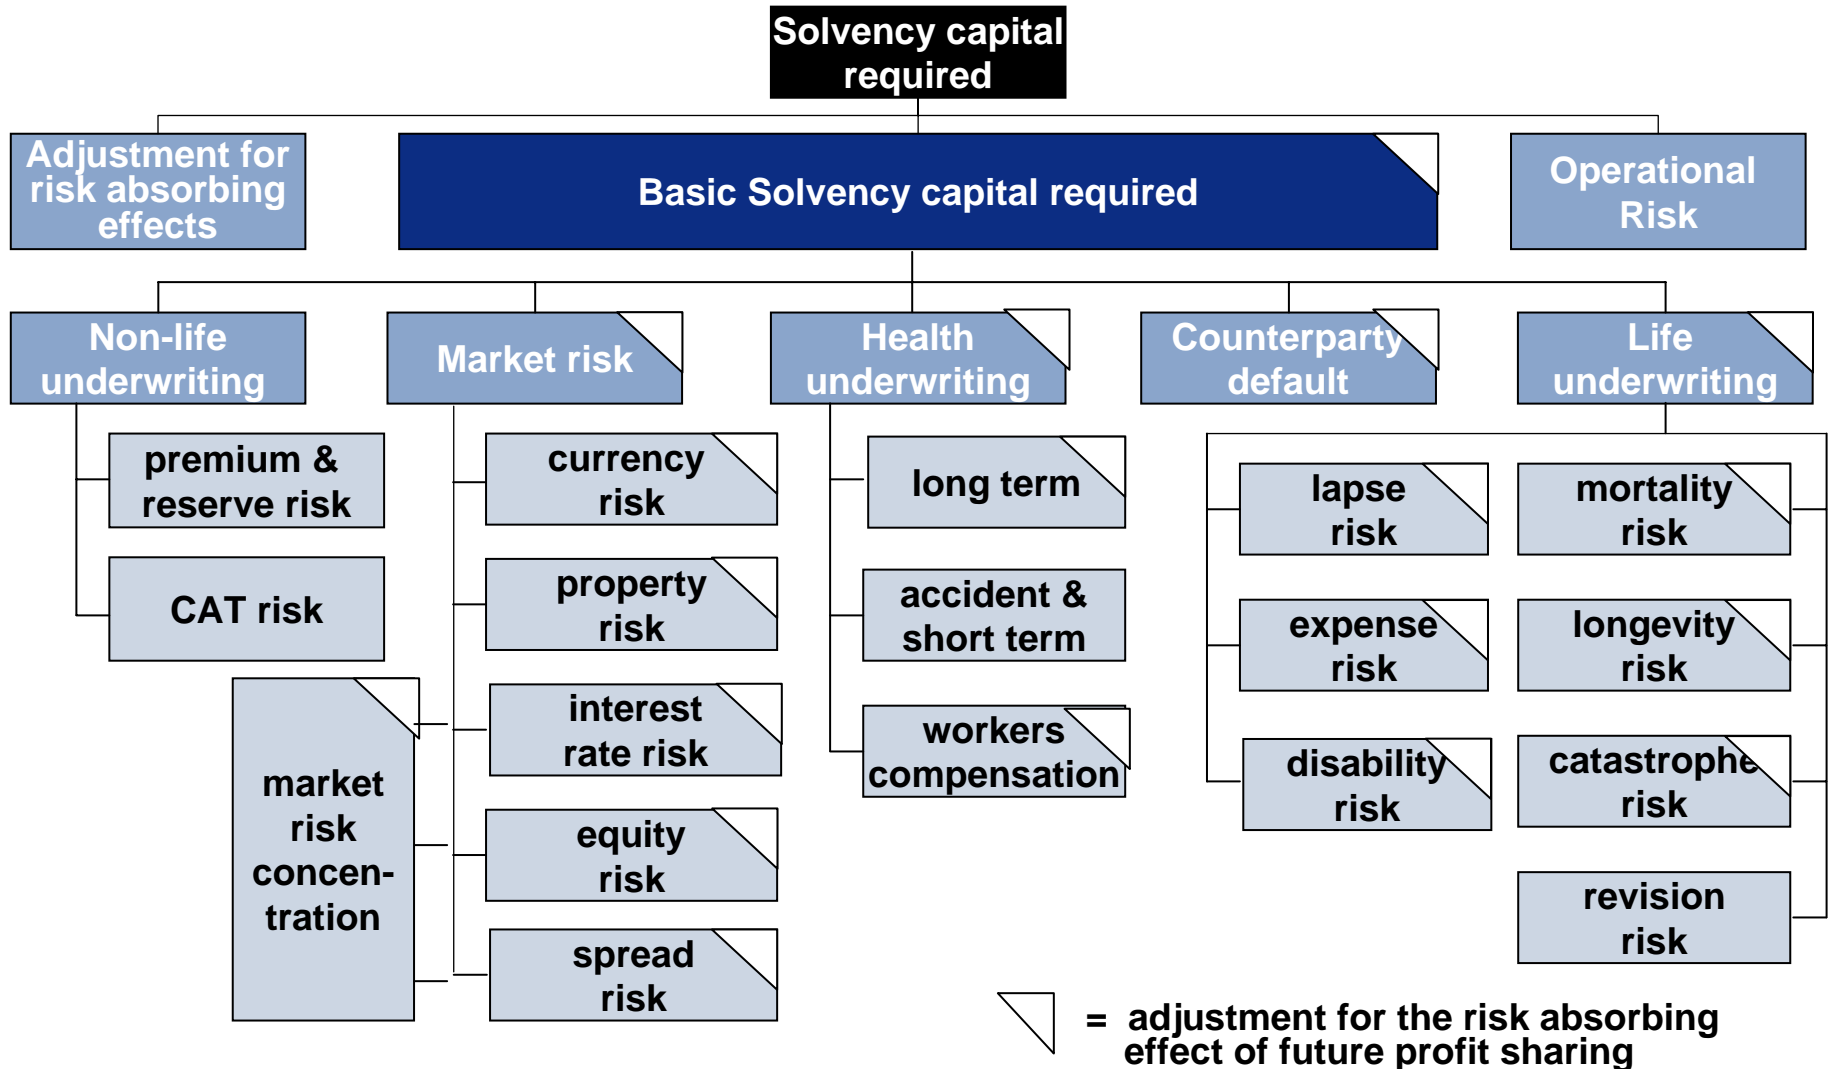 Solvency capital
required
Adjustment for
risk absorbing
effects
Basic Solvency capital required
Operational
Risk
Non-life
underwriting
Market risk
Health
underwriting
Counterparty
default
Life
underwriting
premium &
reserve risk
CAT risk
market
risk
concen-
tration
currency
risk
property
risk
interest
rate risk
equity
risk
spread
risk
long term
accident &
short term
workers
compensation
lapse
risk
expense
risk
disability
risk
mortality
risk
longevity
risk
catastrophe
risk
revision
risk
= adjustment for the risk absorbing
effect of future profit sharing